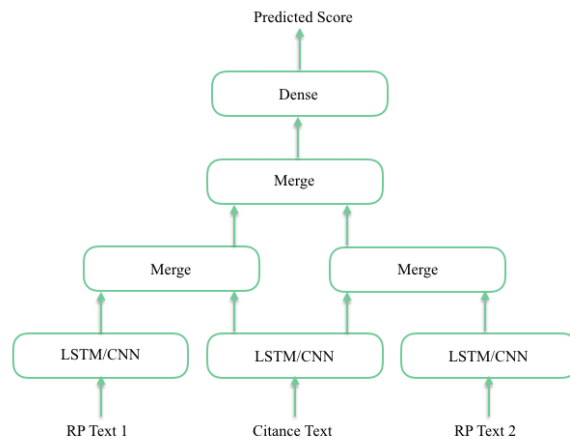 Predicted Score
Dense
Merge
Merge
Merge
LSTM/CNN
LSTM/CNN
LSTM/CNN
RP Text 1
Citance Text
RP Text 2